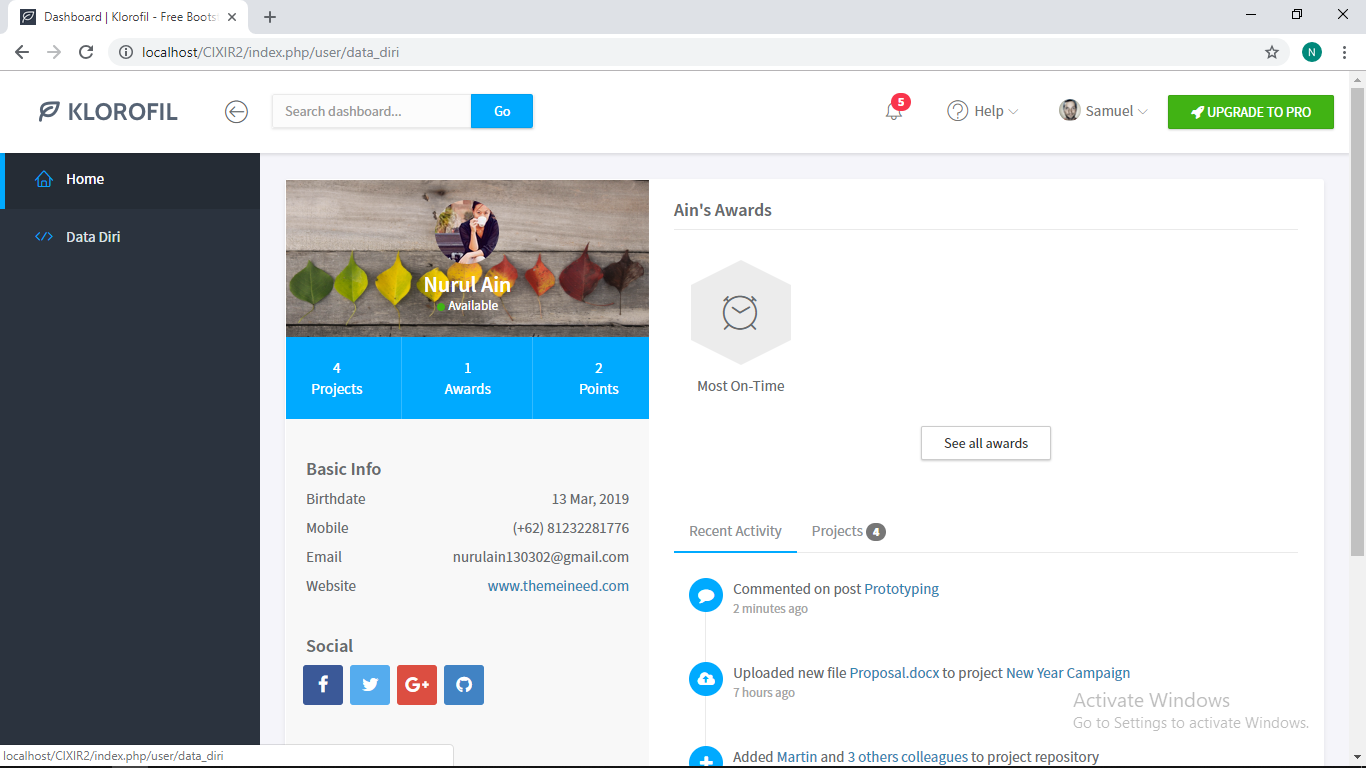 Dashboard | Klorofil - Free Boots
localhost/CIXIR2/index.php/user/data_diri
N
KLOROFIL
Search dashboard...
Go
5
Help
Samuel
UPGRADE TO PRO
Home
Data Diri
Nurul Ain
Available
4
Projects
1
Awards
2
Points
Basic Info
Birthdate 13 Mar, 2019
Mobile (+62) 81232281776
Email nurulain130302@gmail.com
Website www.themeineed.com
Social
f
G+
Ain's Awards
Most On-Time
See all awards
Recent Activity Projects 4
Commented on post Prototyping
2 minutes ago
Uploaded new file Proposal.docx to project New Year Campaign
7 hours ago
Added Martin and 3 others colleagues to project repository
Activate Windows
Go to Settings to activate Windows.
localhost/CIXIR2/index.php/user/data_diri